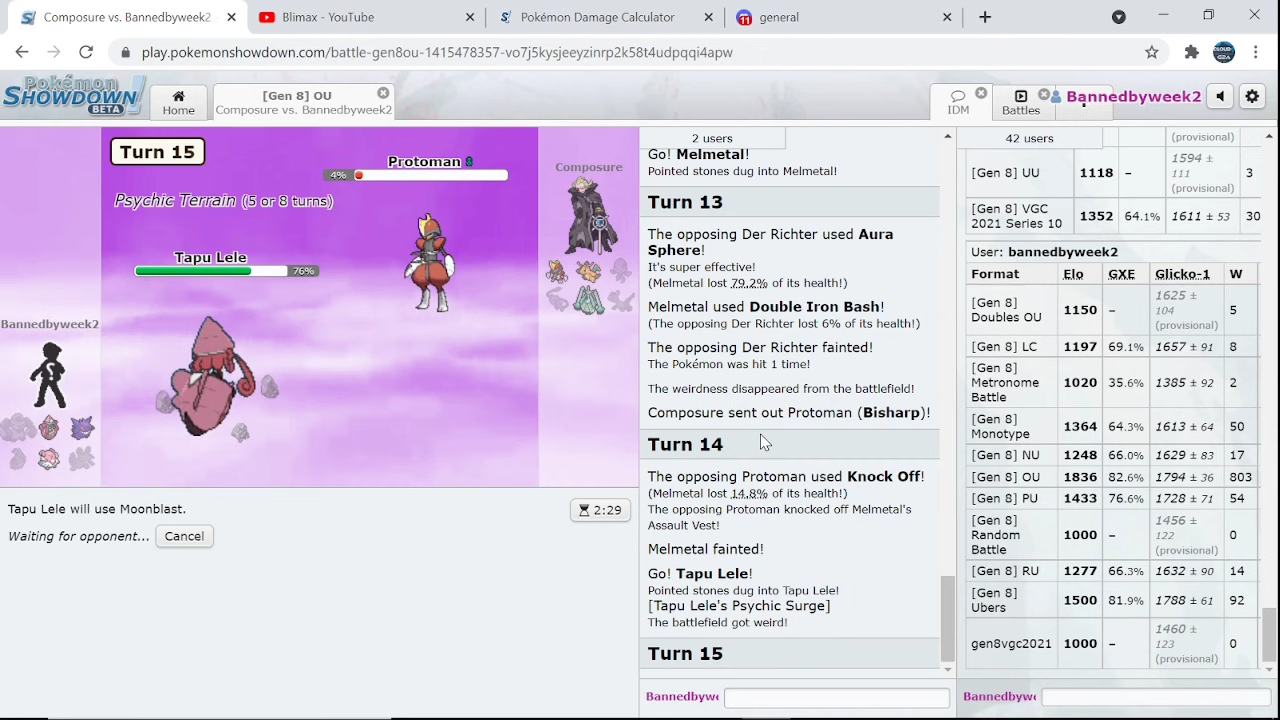 Composure vs. Bannedbyweek2
Blimax - YouTube
Pokémon Damage Calculator
11
general
play.pokemonshowdown.com/battle-gen8ou-1415478357-vo7j5kysjeeyzinrp2k58t4udpqqi4apw
Pokémon
SHOWDOWN!
BETA
Home
[Gen 8] OU
Composure vs. Bannedbyweek2
IDM
Battles
Bannedbyweek2
Turn 15
Psychic Terrain (5 or 8 turns)
Protoman
4%
Tapu Lele
76%
Composure
Bannedbyweek2
Tapu Lele will use Moonblast.
Waiting for opponent...
Cancel
2:29
2 users
Go! Melmetal!
Pointed stones dug into Melmetal!
Turn 13
The opposing Der Richter used Aura
Sphere!
It's super effective!
(Melmetal lost 79.2% of its health!)
Melmetal used Double Iron Bash!
(The opposing Der Richter lost 6% of its health!)
The opposing Der Richter fainted!
The Pokémon was hit 1 time!
The weirdness disappeared from the battlefield!
Composure sent out Protoman (Bisharp)!
Turn 14
The opposing Protoman used Knock Off!
(Melmetal lost 14.8% of its health!)
The opposing Protoman knocked off Melmetal's
Assault Vest!
Melmetal fainted!
Go! Tapu Lele!
Pointed stones dug into Tapu Lele!
[Tapu Lele's Psychic Surge]
The battlefield got weird!
Turn 15
Bannedbywe
42 users
(provisional)
[Gen 8] UU 1118 – 1594 ± 111 (provisional) 3
[Gen 8] VGC 2021 Series 10 1352 64.1% 1611 ± 53 30
User: bannedbyweek2
Format Elo GXE Glicko-1 W
[Gen 8] Doubles OU 1150 – 1625 ± 104 (provisional) 5
[Gen 8] LC 1197 69.1% 1657 ± 91 8
[Gen 8] Metronome Battle 1020 35.6% 1385 ± 92 2
[Gen 8] Monotype 1364 64.3% 1613 ± 64 50
[Gen 8] NU 1248 66.0% 1629 ± 83 17
[Gen 8] OU 1836 82.6% 1794 ± 36 803
[Gen 8] PU 1433 76.6% 1728 ± 71 54
[Gen 8] Random Battle 1000 – 1456 ± 122 (provisional) 0
[Gen 8] RU 1277 66.3% 1632 ± 90 14
[Gen 8] Ubers 1500 81.9% 1788 ± 61 92
gen8vgc2021 1000 – 1460 ± 123 (provisional) 0
Bannedbyw